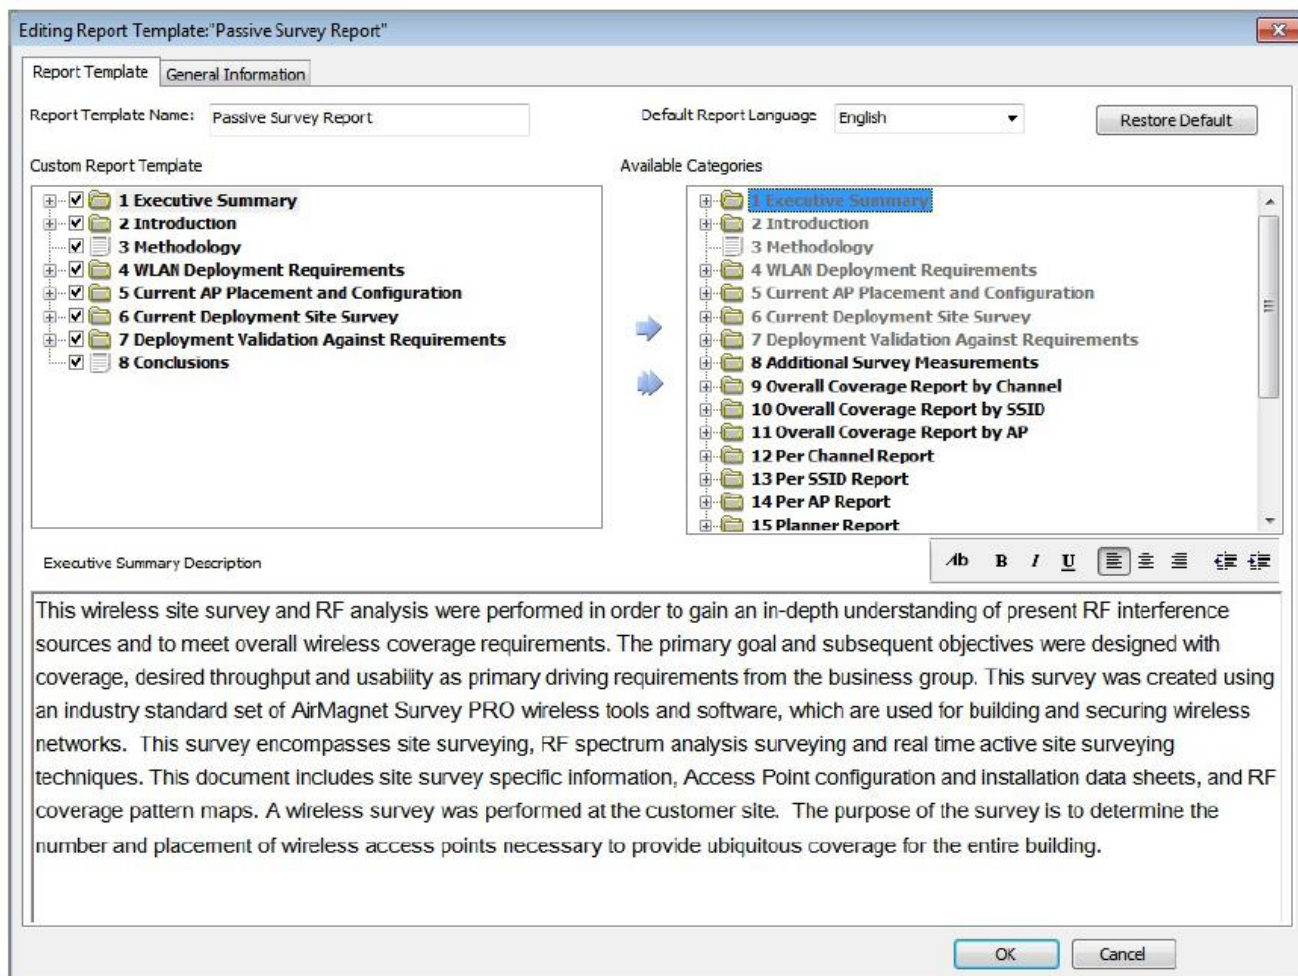 Editing Report Template:"Passive Survey Report"
Report Template
General Information
Report Template Name:
Passive Survey Report
Default Report Language
English
Restore Default
Custom Report Template
1 Executive Summary
2 Introduction
3 Methodology
4 WLAN Deployment Requirements
5 Current AP Placement and Configuration
6 Current Deployment Site Survey
7 Deployment Validation Against Requirements
8 Conclusions
Available Categories
1 Executive Summary
2 Introduction
3 Methodology
4 WLAN Deployment Requirements
5 Current AP Placement and Configuration
6 Current Deployment Site Survey
7 Deployment Validation Against Requirements
8 Additional Survey Measurements
9 Overall Coverage Report by Channel
10 Overall Coverage Report by SSID
11 Overall Coverage Report by AP
12 Per Channel Report
13 Per SSID Report
14 Per AP Report
15 Planner Report
Executive Summary Description
Ab B I U
This wireless site survey and RF analysis were performed in order to gain an in-depth understanding of present RF interference
sources and to meet overall wireless coverage requirements. The primary goal and subsequent objectives were designed with
coverage, desired throughput and usability as primary driving requirements from the business group. This survey was created using
an industry standard set of AirMagnet Survey PRO wireless tools and software, which are used for building and securing wireless
networks.  This survey encompasses site surveying, RF spectrum analysis surveying and real time active site surveying
techniques. This document includes site survey specific information, Access Point configuration and installation data sheets, and RF
coverage pattern maps. A wireless survey was performed at the customer site.  The purpose of the survey is to determine the
number and placement of wireless access points necessary to provide ubiquitous coverage for the entire building.
OK
Cancel